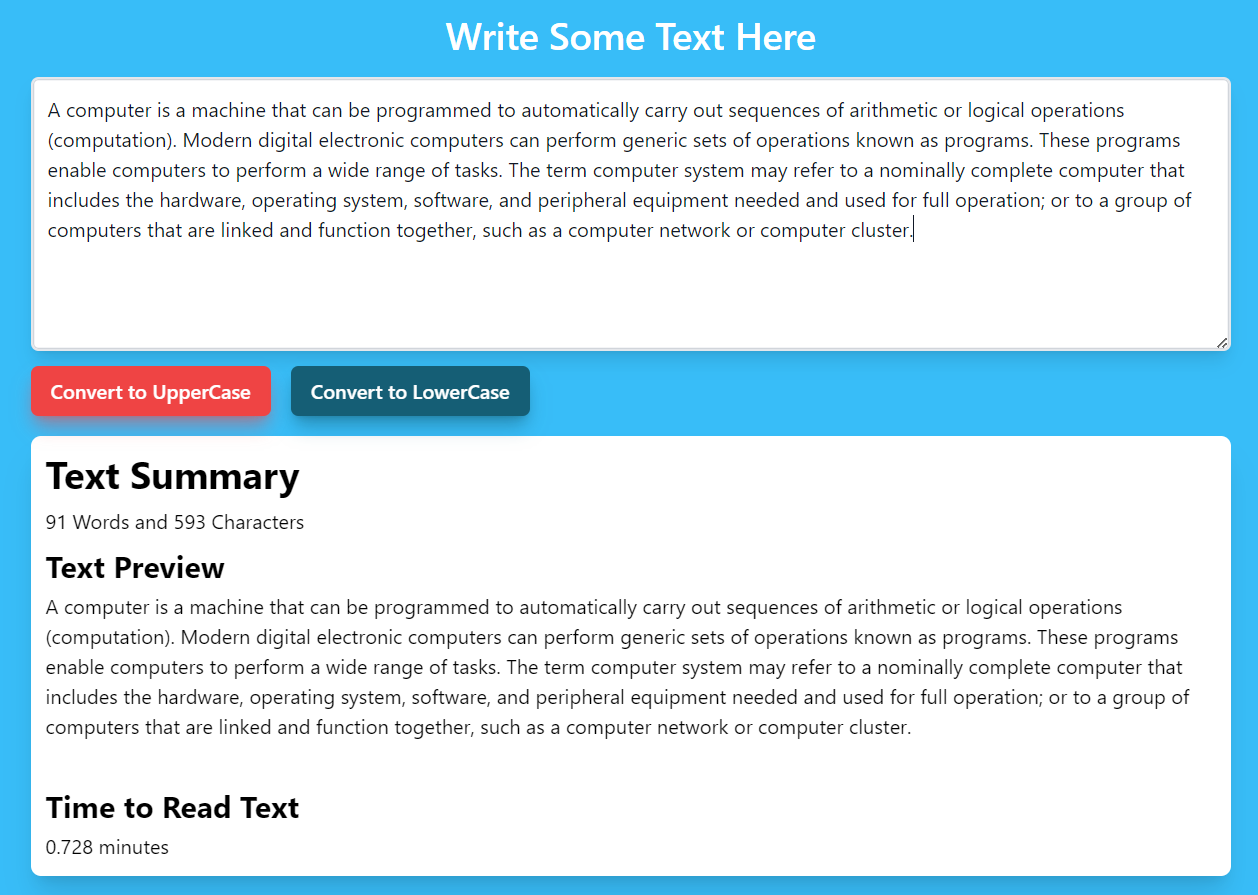 Write Some Text Here
A computer is a machine that can be programmed to automatically carry out sequences of arithmetic or logical operations
(computation). Modern digital electronic computers can perform generic sets of operations known as programs. These programs
enable computers to perform a wide range of tasks. The term computer system may refer to a nominally complete computer that
includes the hardware, operating system, software, and peripheral equipment needed and used for full operation; or to a group of
computers that are linked and function together, such as a computer network or computer cluster.
Convert to UpperCase
Convert to LowerCase
Text Summary
91 Words and 593 Characters
Text Preview
A computer is a machine that can be programmed to automatically carry out sequences of arithmetic or logical operations
(computation). Modern digital electronic computers can perform generic sets of operations known as programs. These programs
enable computers to perform a wide range of tasks. The term computer system may refer to a nominally complete computer that
includes the hardware, operating system, software, and peripheral equipment needed and used for full operation; or to a group of
computers that are linked and function together, such as a computer network or computer cluster.
Time to Read Text
0.728 minutes